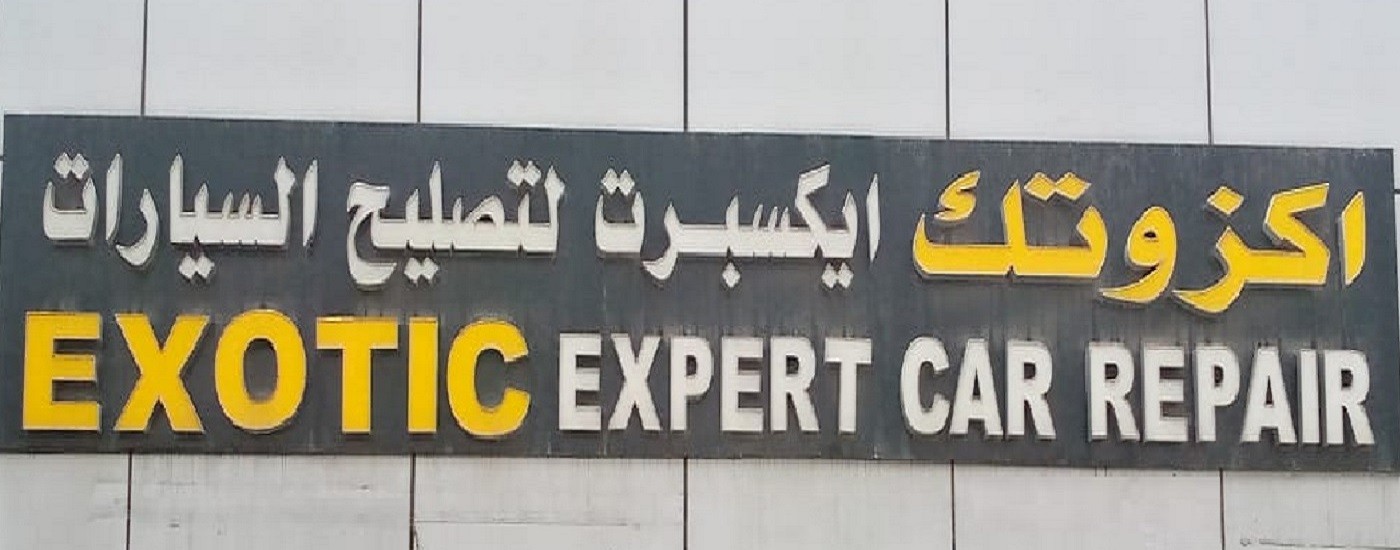 اكزوتك ايكسبرت لتصليح السيارات
EXOTIC EXPERT CAR REPAIR